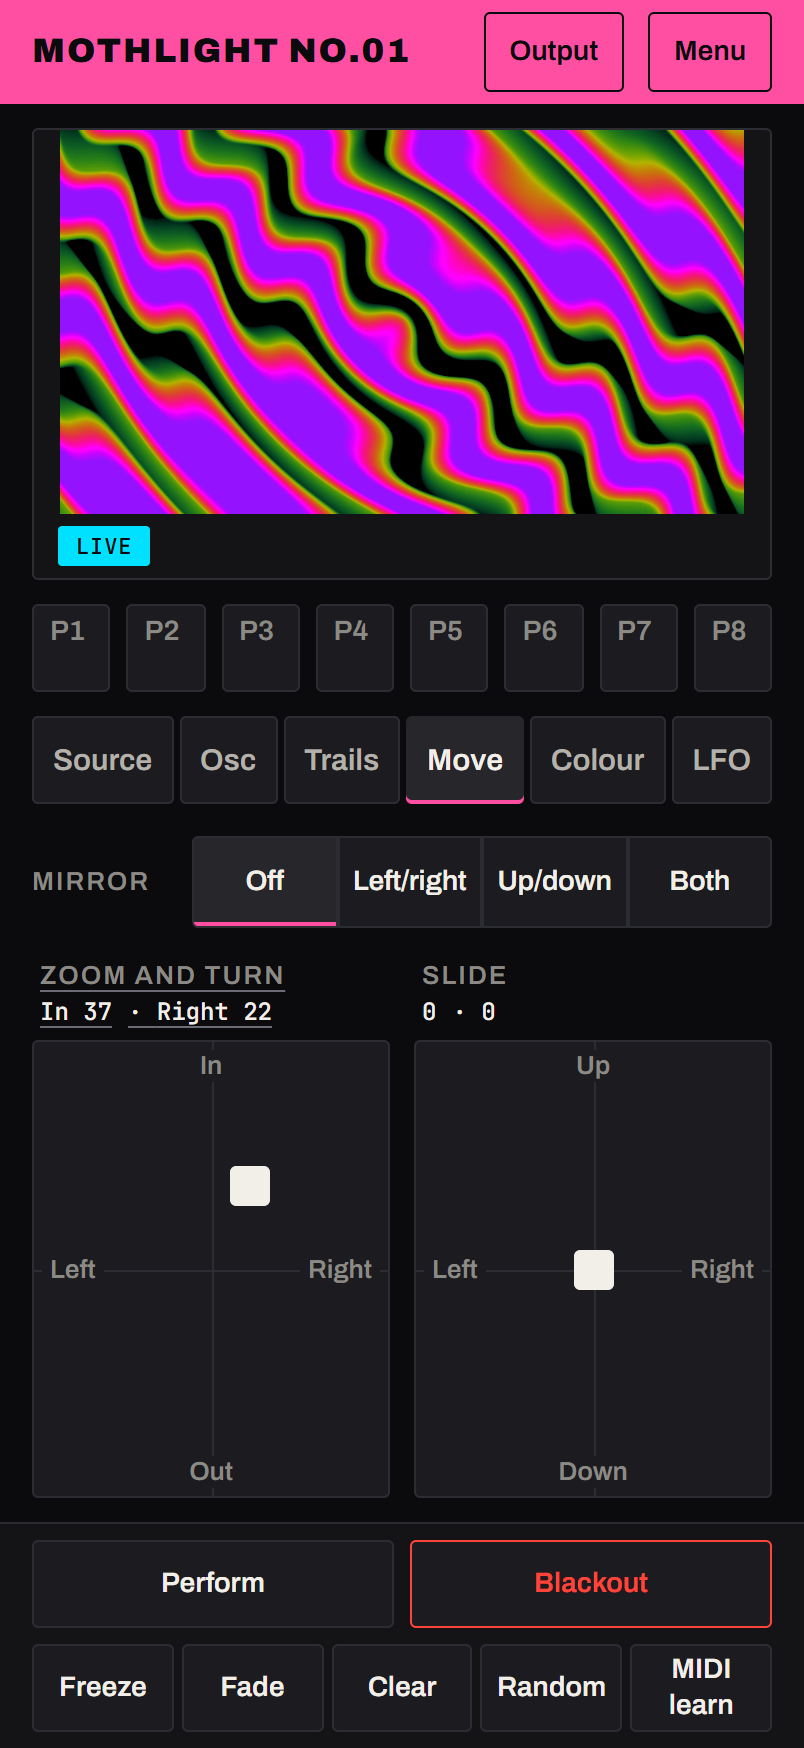 MOTHLIGHT NO.01 Output Menu
LIVE
P1 P2 P3 P4 P5 P6 P7 P8
Source Osc Trails Move Colour LFO
MIRROR Off Left/right Up/down Both
ZOOM AND TURN SLIDE
In 37 · Right 22 0 · 0
In Up
Left Right Left Right
Out Down
Perform Blackout
Freeze Fade Clear Random MIDI
learn